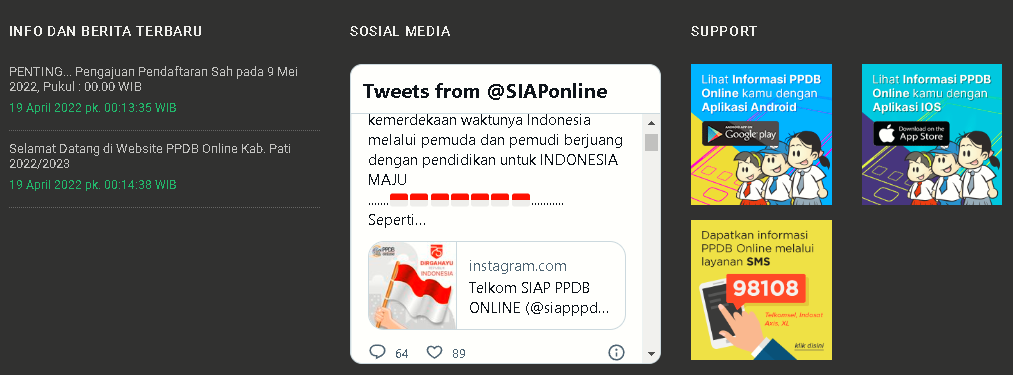 INFO DAN BERITA TERBARU
PENTING... Pengajuan Pendaftaran Sah pada 9 Mei
2022, Pukul : 00.00 WIB
19 April 2022 pk. 00:13:35 WIB
Selamat Datang di Website PPDB Online Kab. Pati
2022/2023
19 April 2022 pk. 00:14:38 WIB
SOSIAL MEDIA
Tweets from @SIAPonline
kemerdekaan waktunya Indonesia
melalui pemuda dan pemudi berjuang
dengan pendidikan untuk INDONESIA
MAJU
Seperti...
PPDB
DIRGAHAYU
INDONESIA
75
instagram.com
Telkom SIAP PPDB
ONLINE (@siapppd...
64 89
SUPPORT
Lihat Informasi PPDB
Online kamu dengan
Aplikasi Android
Google play
Lihat Informasi PPDB
Online kamu dengan
Aplikasi IOS
Download on the
App Store
Dapatkan informasi
PPDB Online melalui
layanan SMS
98108
Telkomsel, Indosat
Axis, XL
klik disini